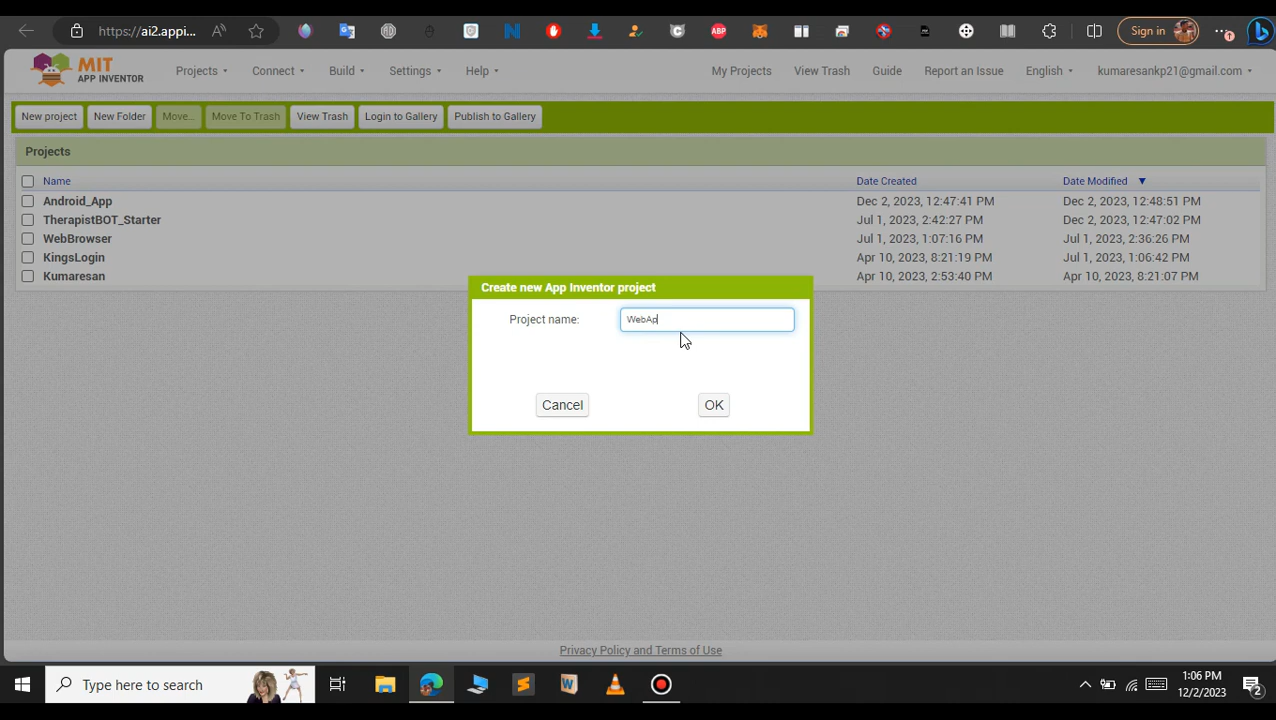 https://ai2.appi...
Sign in
MIT
APP INVENTOR
Projects
Connect
Build
Settings
Help
My Projects
View Trash
Guide
Report an Issue
English
kumaresankp21@gmail.com
New project
New Folder
Move...
Move To Trash
View Trash
Login to Gallery
Publish to Gallery
Projects
Name
Date Created
Date Modified
Android_App
Dec 2, 2023, 12:47:41 PM
Dec 2, 2023, 12:48:51 PM
TherapistBOT_Starter
Jul 1, 2023, 2:42:27 PM
Dec 2, 2023, 12:47:02 PM
WebBrowser
Jul 1, 2023, 1:07:16 PM
Jul 1, 2023, 2:36:26 PM
KingsLogin
Apr 10, 2023, 8:21:19 PM
Jul 1, 2023, 1:06:42 PM
Kumaresan
Apr 10, 2023, 2:53:40 PM
Apr 10, 2023, 8:21:07 PM
Create new App Inventor project
Project name:
WebAp
Cancel
OK
Privacy Policy and Terms of Use
Type here to search
1:06 PM
12/2/2023
2